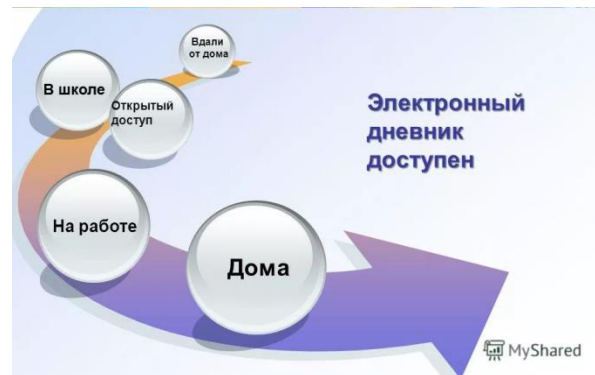 Вдали
от дома
В школе
Открытый
доступ
Электронный
дневник
доступен
На работе
Дома
MyShared